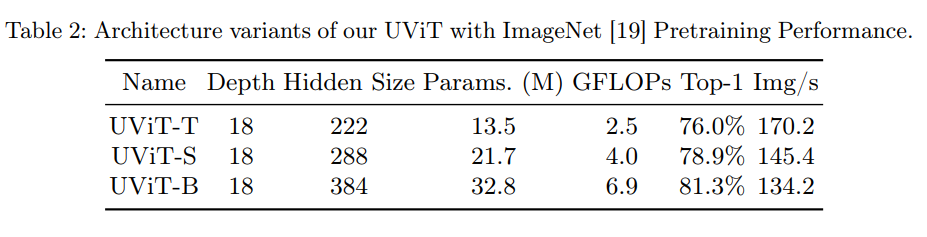 Table 2: Architecture variants of our UViT with ImageNet [19] Pretraining Performance.
Name Depth Hidden Size Params. (M) GFLOPs Top-1 Img/s
UViT-T 18 222 13.5 2.5 76.0% 170.2
UViT-S 18 288 21.7 4.0 78.9% 145.4
UViT-B 18 384 32.8 6.9 81.3% 134.2